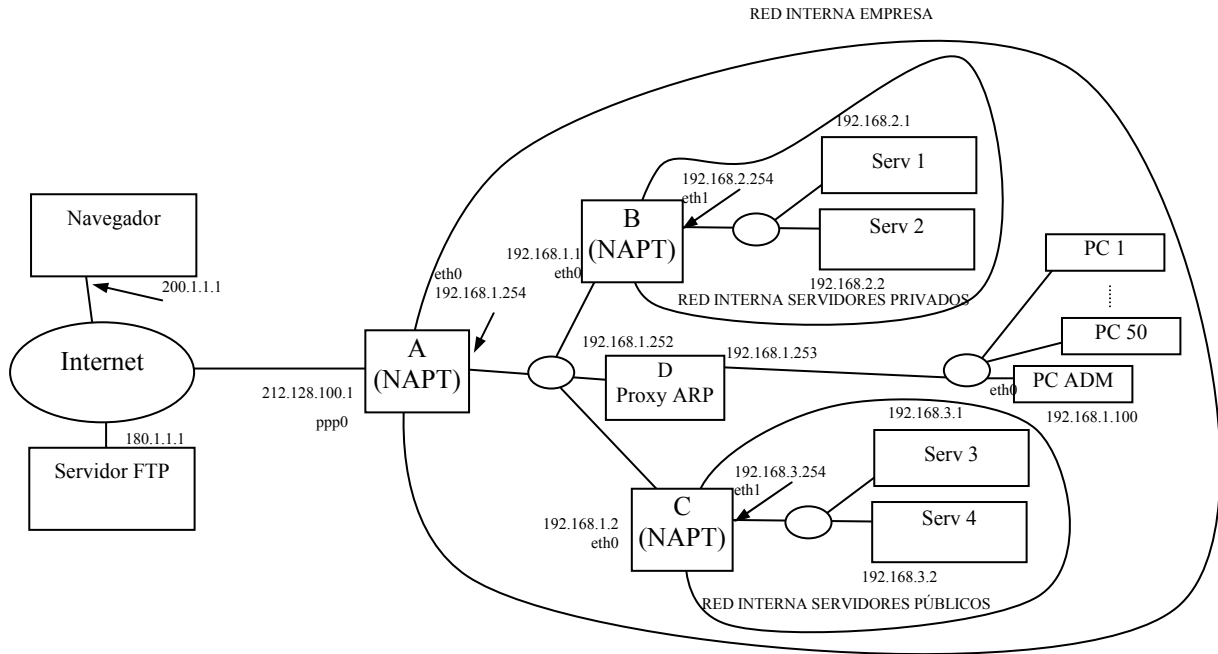 RED INTERNA EMPRESA
192.168.2.1
Serv 1
192.168.2.254
eth1
Navegador
B
(NAPT)
Serv 2
PC 1
192.168.1.1
eth0
200.1.1.1
eth0
192.168.1.254
192.168.2.2
RED INTERNA SERVIDORES PRIVADOS
PC 50
Internet
A
(NAPT)
192.168.1.252
192.168.1.253
D
Proxy ARP
eth0
PC ADM
212.128.100.1
ppp0
192.168.1.100
192.168.3.1
180.1.1.1
Servidor FTP
Serv 3
192.168.3.254
eth1
C
(NAPT)
192.168.1.2
eth0
Serv 4
192.168.3.2
RED INTERNA SERVIDORES PÚBLICOS